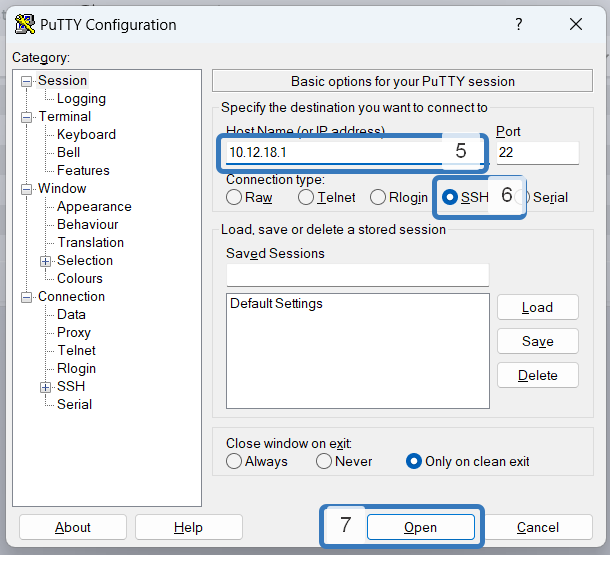 PuTTY Configuration
?
Category:
Session
Logging
Terminal
Keyboard
Bell
Features
Window
Appearance
Behaviour
Translation
Selection
Colours
Connection
Data
Proxy
Telnet
Rlogin
SSH
Serial
Basic options for your PuTTY session
Specify the destination you want to connect to
Host Name (or IP address) Port
10.12.18.1 5 22
Connection type:
Raw Telnet Rlogin SSH 6 Serial
Load, save or delete a stored session
Saved Sessions
Default Settings
Load
Save
Delete
Close window on exit:
Always Never Only on clean exit
About Help 7 Open Cancel